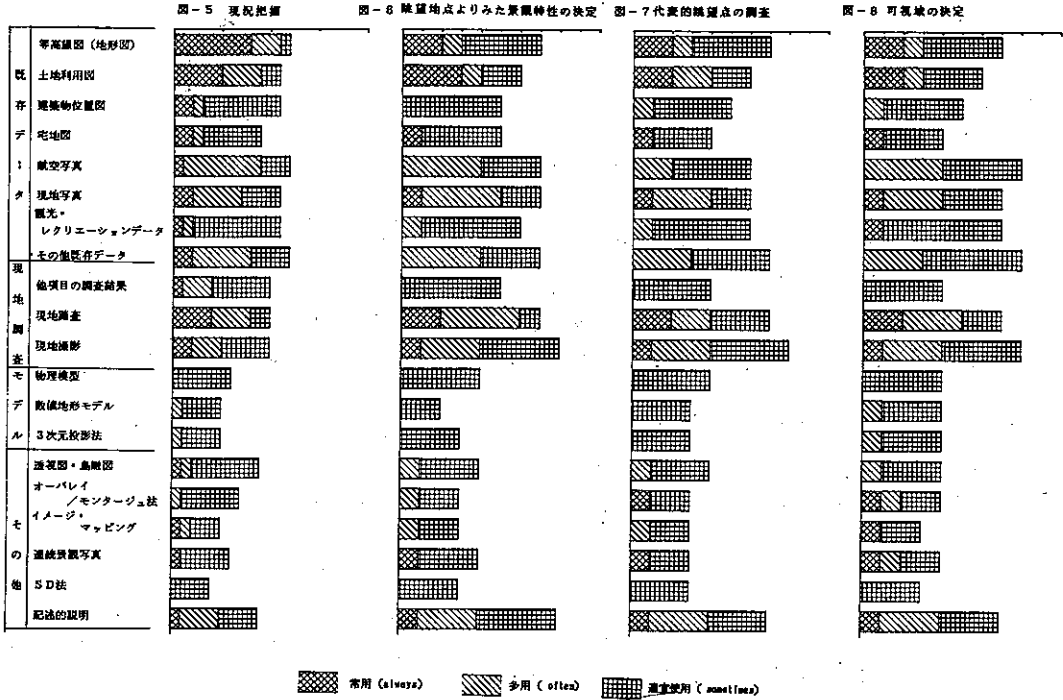 図－5 現況把握
図－6 眺望地点よりみた景観特性の決定
図－7代表的眺望点の調査
図－8 可視域の決定
既存データ
等高線図（地形図）
土地利用図
建築物位置図
宅地図
航空写真
現地写真
観光・
レクリエーションデータ
その他既存データ
現地調査
他項目の調査結果
現地踏査
現地撮影
モデル
物理模型
数値地形モデル
3次元投影法
その他
透視図・鳥瞰図
オーバレイ
／モンタージュ法
イメージ・
マッピング
連続景観写真
SD法
記述的説明
常用 (always)
多用 ( often)
適宜使用 ( sometimes)